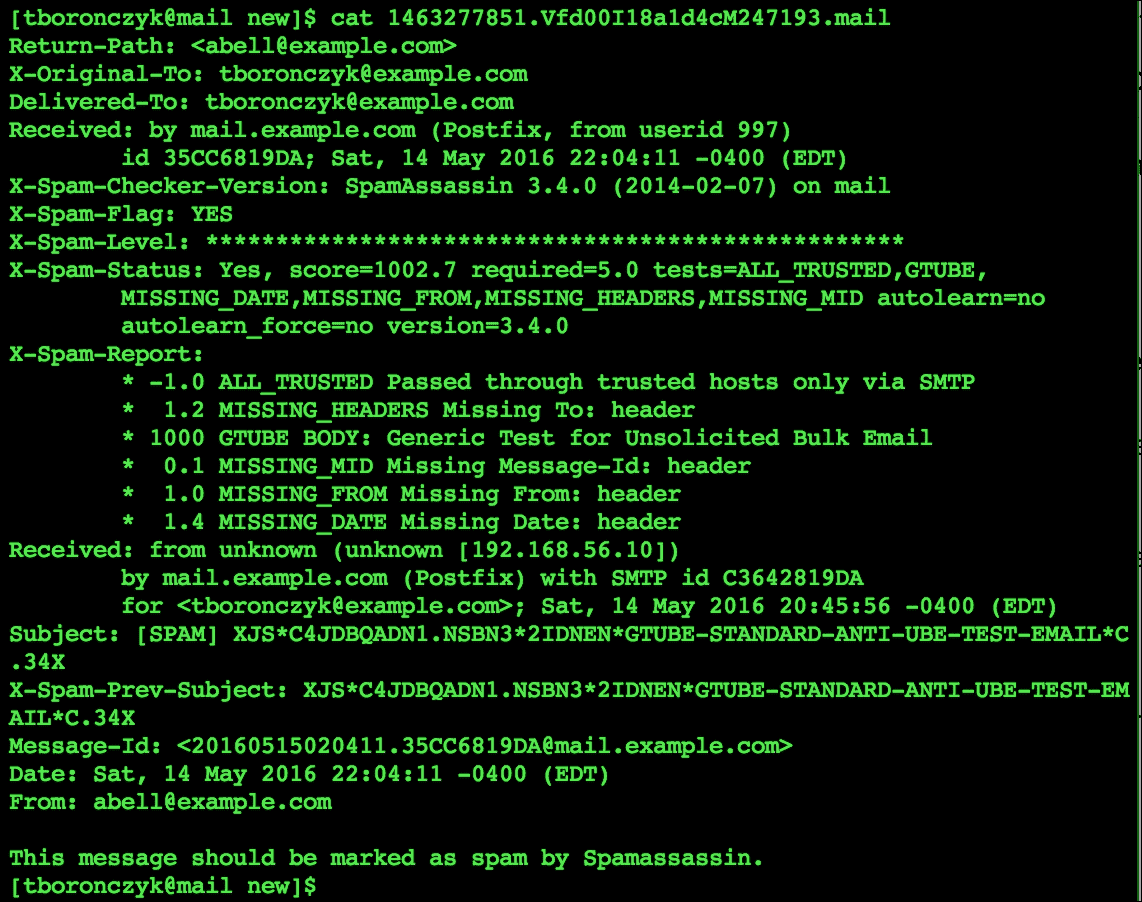 [tboronczyk@mail new]$ cat 1463277851.Vfd00I18a1d4cM247193.mail
Return-Path: <abell@example.com>
X-Original-To: tboronczyk@example.com
Delivered-To: tboronczyk@example.com
Received: by mail.example.com (Postfix, from userid 997)
        id 35CC6819DA; Sat, 14 May 2016 22:04:11 -0400 (EDT)
X-Spam-Checker-Version: SpamAssassin 3.4.0 (2014-02-07) on mail
X-Spam-Flag: YES
X-Spam-Level: **************************************************
X-Spam-Status: Yes, score=1002.7 required=5.0 tests=ALL_TRUSTED,GTUBE,
        MISSING_DATE,MISSING_FROM,MISSING_HEADERS,MISSING_MID autolearn=no
        autolearn_force=no version=3.4.0
X-Spam-Report:
        * -1.0 ALL_TRUSTED Passed through trusted hosts only via SMTP
        *  1.2 MISSING_HEADERS Missing To: header
        * 1000 GTUBE BODY: Generic Test for Unsolicited Bulk Email
        *  0.1 MISSING_MID Missing Message-Id: header
        *  1.0 MISSING_FROM Missing From: header
        *  1.4 MISSING_DATE Missing Date: header
Received: from unknown (unknown [192.168.56.10])
        by mail.example.com (Postfix) with SMTP id C3642819DA
        for <tboronczyk@example.com>; Sat, 14 May 2016 20:45:56 -0400 (EDT)
Subject: [SPAM] XJS*C4JDBQADN1.NSBN3*2IDNEN*GTUBE-STANDARD-ANTI-UBE-TEST-EMAIL*C
.34X
X-Spam-Prev-Subject: XJS*C4JDBQADN1.NSBN3*2IDNEN*GTUBE-STANDARD-ANTI-UBE-TEST-EM
AIL*C.34X
Message-Id: <20160515020411.35CC6819DA@mail.example.com>
Date: Sat, 14 May 2016 22:04:11 -0400 (EDT)
From: abell@example.com

This message should be marked as spam by Spamassassin.
[tboronczyk@mail new]$